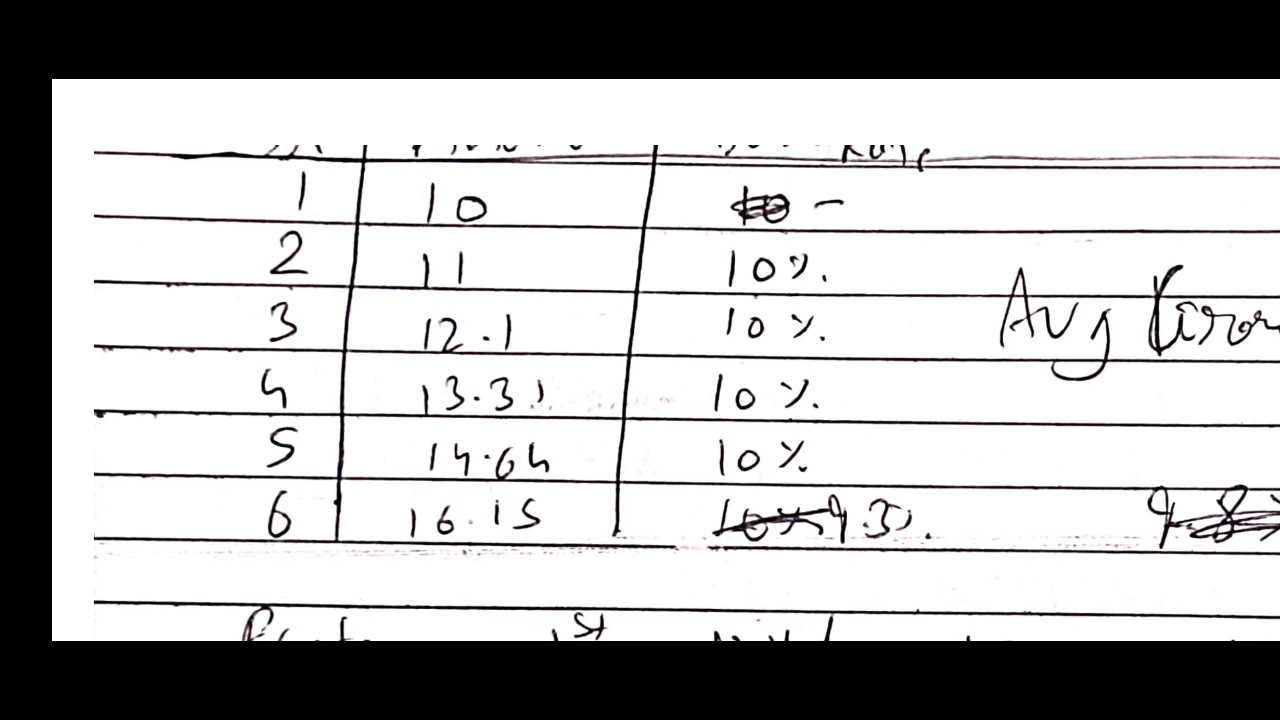 1 10 -
2 11 10%.
3 12.1 10%.
Avg
4 13.31 10%.
5 14.64 10%
6 16.15 9.3%.
1st